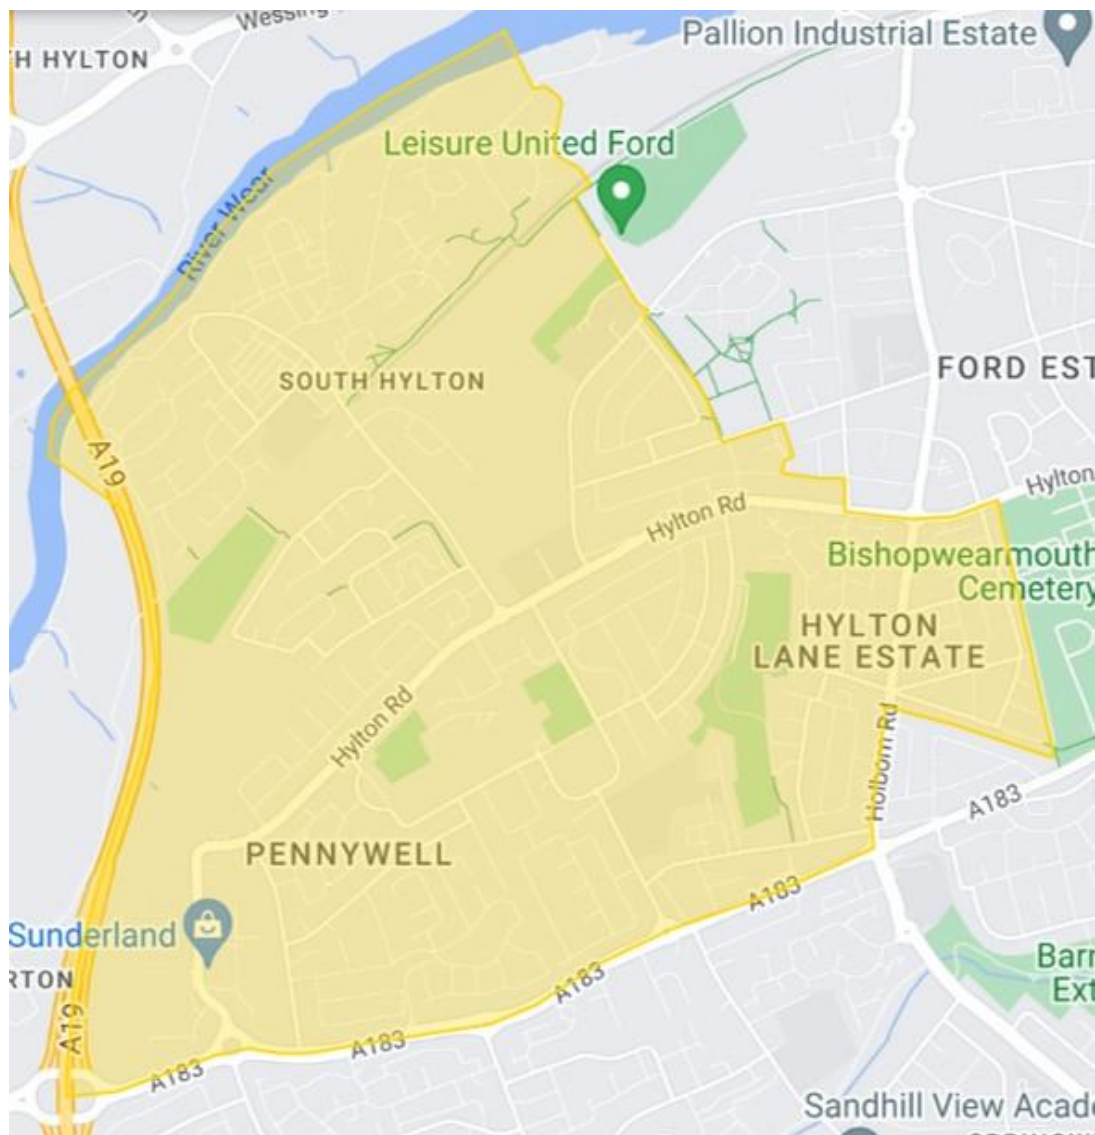 Wessing
Pallion Industrial Estate
H HYLTON
Leisure United Ford
River Wear
SOUTH HYLTON
FORD EST
A19
Hylton
Hylton Rd
Bishopwearmouth
Cemetery
HYLTON
LANE ESTATE
Hylton Rd
Holborn Rd
A183
PENNYWELL
A183
Sunderland
Barr
Ext
RTON
A183
A19
A183
A183
Sandhill View Acade